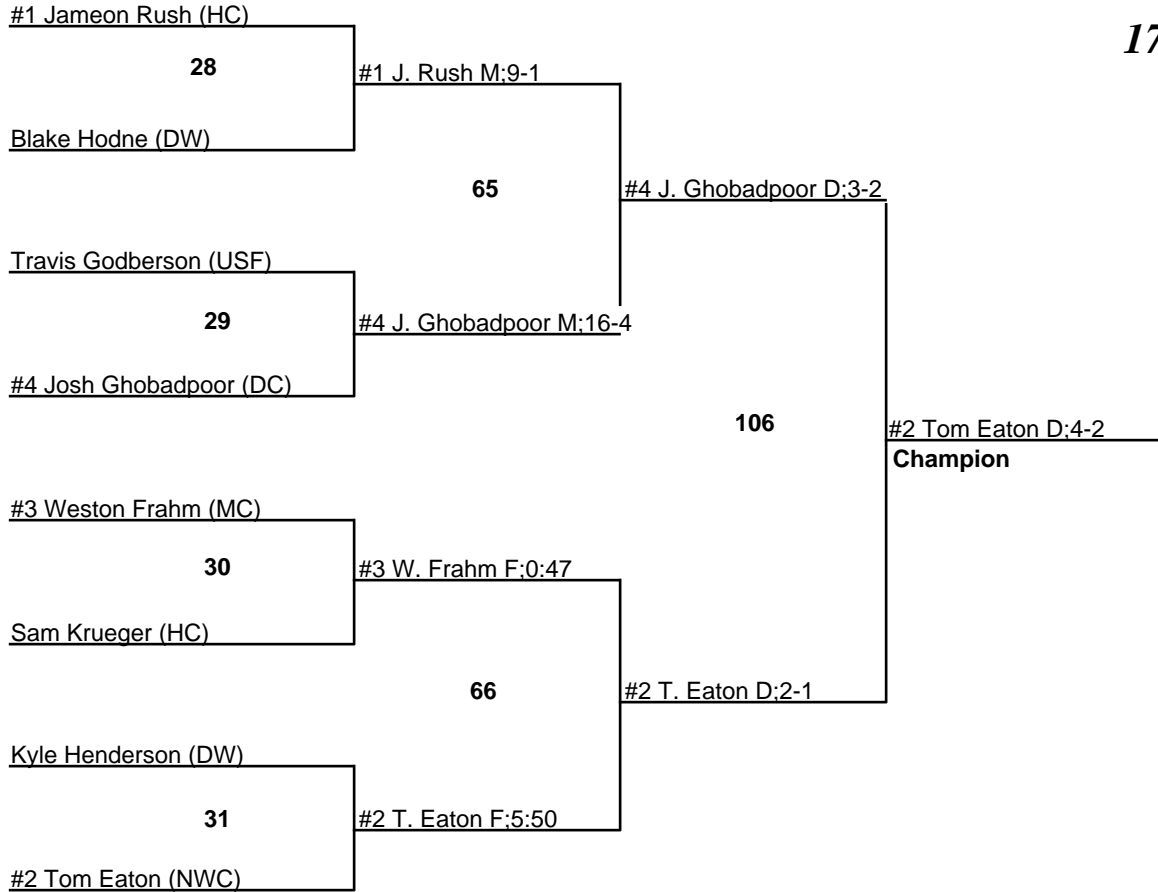 #1 Jameon Rush (HC)
17
28
#1 J. Rush M;9-1
Blake Hodne (DW)
65
#4 J. Ghobadpoor D;3-2
Travis Godberson (USF)
29
#4 J. Ghobadpoor M;16-4
#4 Josh Ghobadpoor (DC)
106
#2 Tom Eaton D;4-2
Champion
#3 Weston Frahm (MC)
30
#3 W. Frahm F;0:47
Sam Krueger (HC)
66
#2 T. Eaton D;2-1
Kyle Henderson (DW)
31
#2 T. Eaton F;5:50
#2 Tom Eaton (NWC)